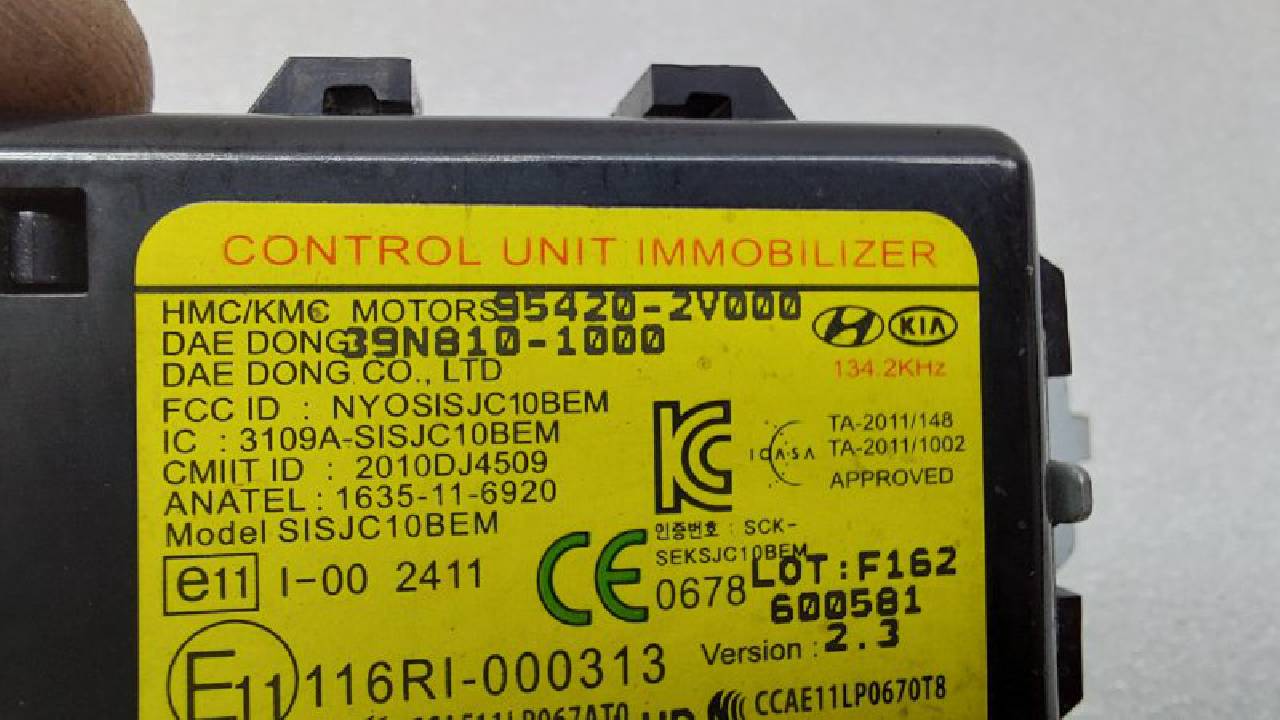 CONTROL UNIT IMMOBILIZER
HMC/KMC MOTORS 95420-2V000
DAE DONG 39N810-1000
KIA
DAE DONG CO., LTD
134.2KHz
FCC ID : NYOSISJC10BEM
IC : 3109A-SISJC10BEM
CMIIT ID : 2010DJ4509
ANATEL : 1635-11-6920
Model SISJC10BEM
ICASA
TA-2011/148
TA-2011/1002
APPROVED
인증번호 : SCK-
SEKSJC10BEM
CE 0678
LOT:F162
600581
e11 I-00 2411
Version : 2.3
E11 116RI-000313
CCAE11LP0670T8